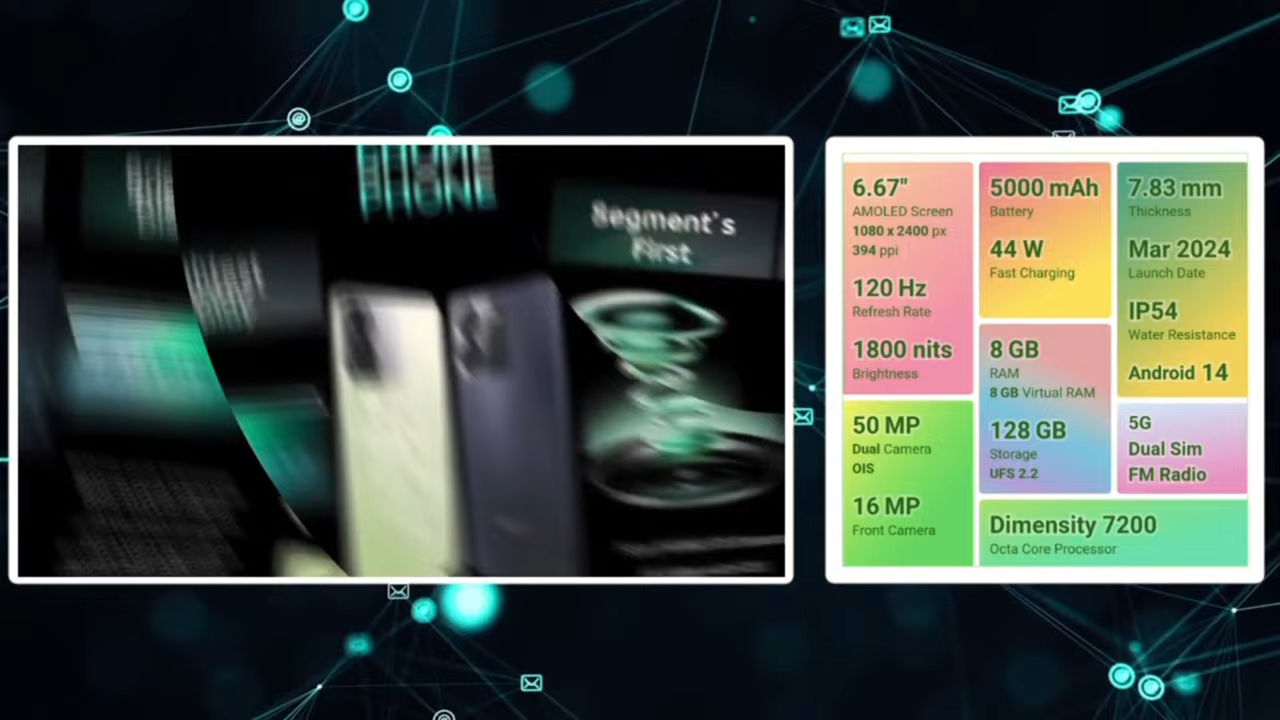 PHONE
Segment's
First
6.67"
AMOLED Screen
1080 x 2400 px
394 ppi
120 Hz
Refresh Rate
1800 nits
Brightness
50 MP
Dual Camera
OIS
16 MP
Front Camera
5000 mAh
Battery
44 W
Fast Charging
8 GB
RAM
8 GB Virtual RAM
128 GB
Storage
UFS 2.2
7.83 mm
Thickness
Mar 2024
Launch Date
IP54
Water Resistance
Android 14
5G
Dual Sim
FM Radio
Dimensity 7200
Octa Core Processor